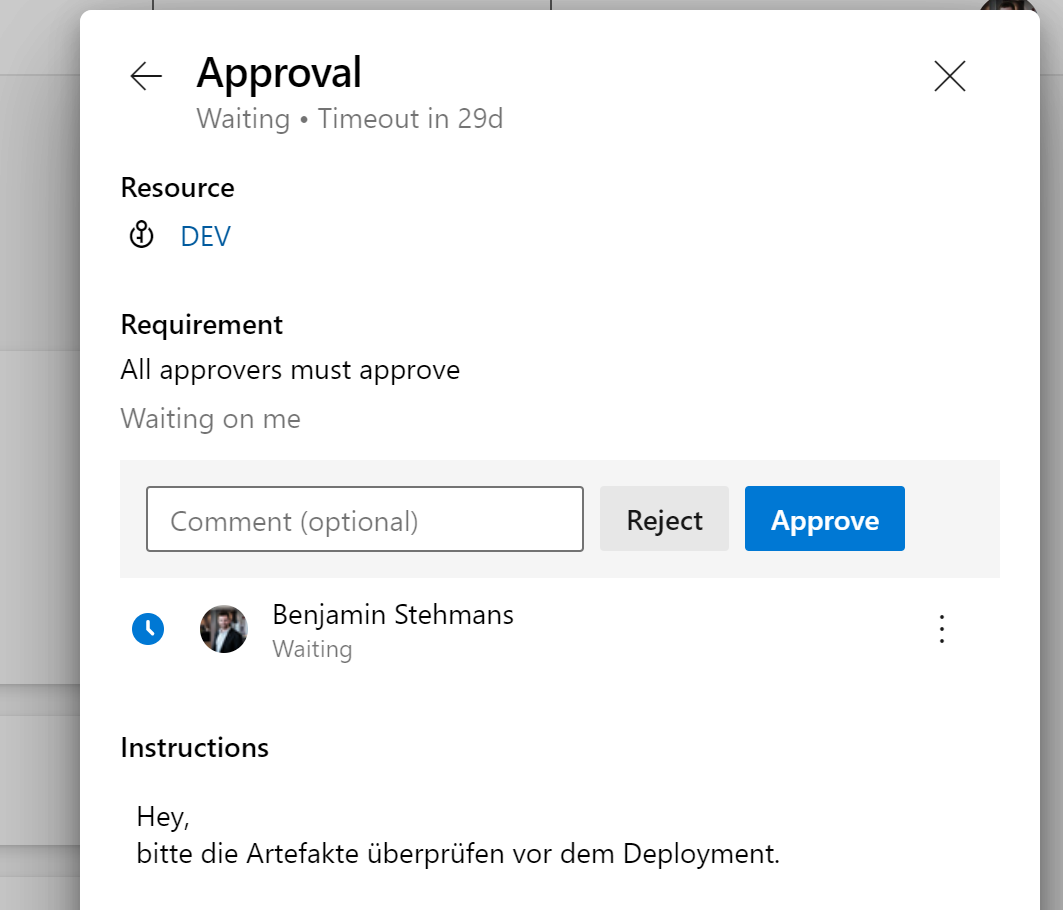 Approval
Waiting • Timeout in 29d
Resource
DEV
Requirement
All approvers must approve
Waiting on me
Comment (optional)
Reject
Approve
Benjamin Stehmans
Waiting
Instructions
Hey,
bitte die Artefakte überprüfen vor dem Deployment.